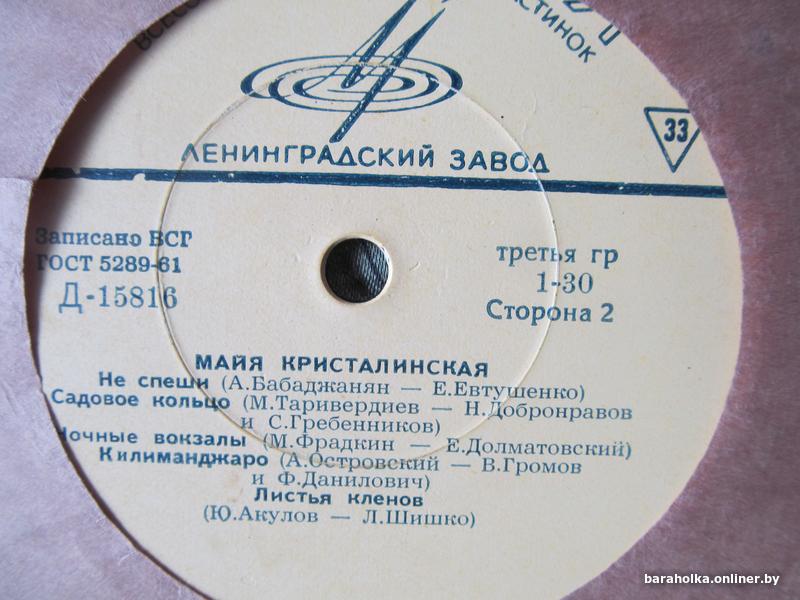 СТИНОК
33
ЛЕНИНГРАДСКИЙ ЗАВОД
Записано ВСГ
ГОСТ 5289-61
Д-15816
третья гр
1-30
Сторона 2
МАЙЯ КРИСТАЛИНСКАЯ
Не спеши (А.Бабаджанян — Е.Евтушенко)
Садовое кольцо (М.Таривердиев — Н.Добронравов
и С.Гребенников)
Ночные вокзалы (М.Фрадкин — Е.Долматовский)
Килиманджаро (А.Островский — В.Громов
и Ф.Данилович)
Листья кленов
(Ю.Акулов — Л.Шишко)
baraholka.onliner.by